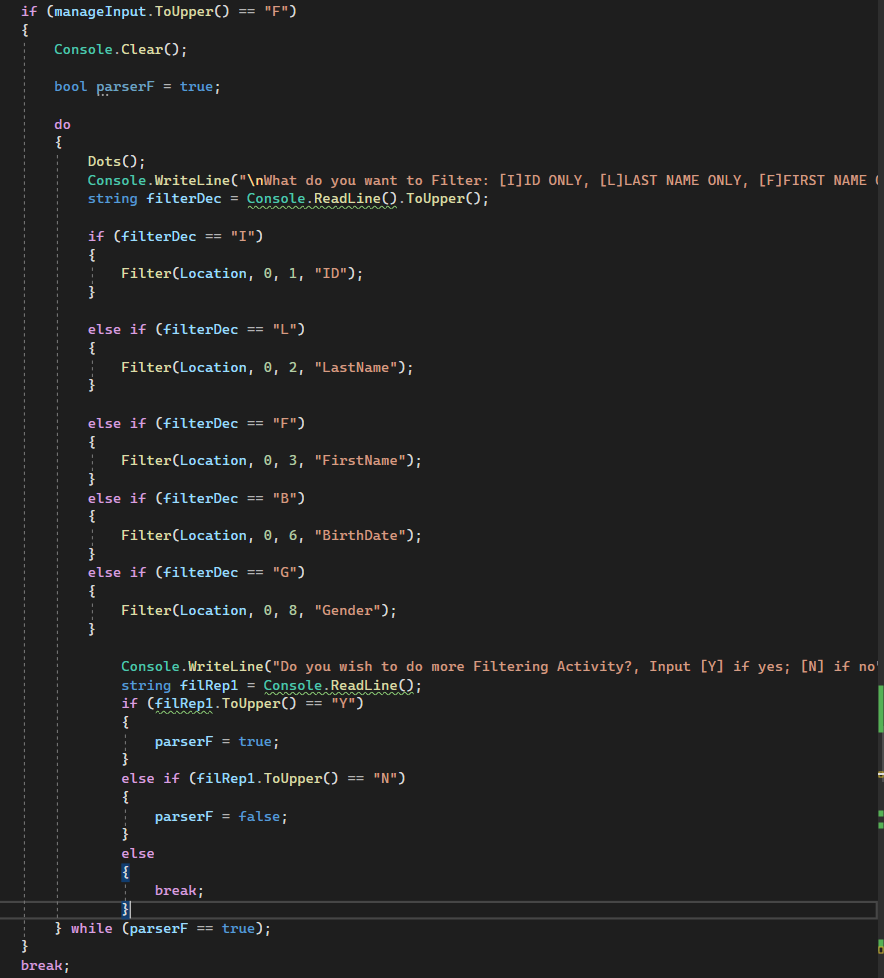 if (manageInput.ToUpper() == "F")
{
Console.Clear();
bool parserF = true;
do
{
Dots();
Console.WriteLine("\nWhat do you want to Filter: [I]ID ONLY, [L]LAST NAME ONLY, [F]FIRST NAME
string filterDec = Console.ReadLine().ToUpper();
if (filterDec == "I")
{
Filter(Location, 0, 1, "ID");
}
else if (filterDec == "L")
{
Filter(Location, 0, 2, "LastName");
}
else if (filterDec == "F")
{
Filter(Location, 0, 3, "FirstName");
}
else if (filterDec == "B")
{
Filter(Location, 0, 6, "BirthDate");
}
else if (filterDec == "G")
{
Filter(Location, 0, 8, "Gender");
}
Console.WriteLine("Do you wish to do more Filtering Activity?, Input [Y] if yes; [N] if no"
string filRep1 = Console.ReadLine();
if (filRep1.ToUpper() == "Y")
{
parserF = true;
}
else if (filRep1.ToUpper() == "N")
{
parserF = false;
}
else
{
break;
}
} while (parserF == true);
}
break;